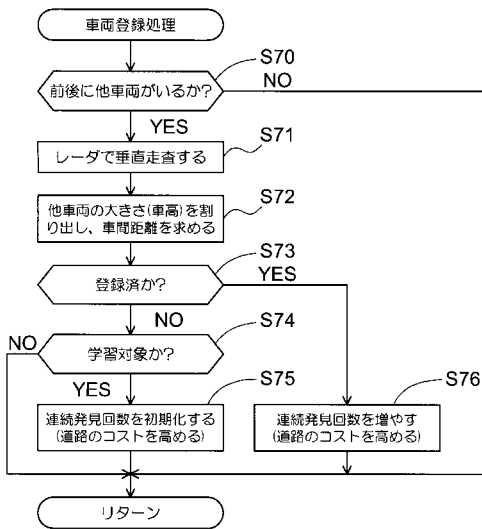 車両登録処理
S70
前後に他車両がいるか?
NO
YES
S71
レーダで垂直走査する
S72
他車両の大きさ(車高)を割
り出し、車間距離を求める
S73
登録済か?
YES
NO
S74
NO
学習対象か?
YES
S75
S76
連続発見回数を初期化する
(道路のコストを高める)
連続発見回数を増やす
(道路のコストを高める)
リターン